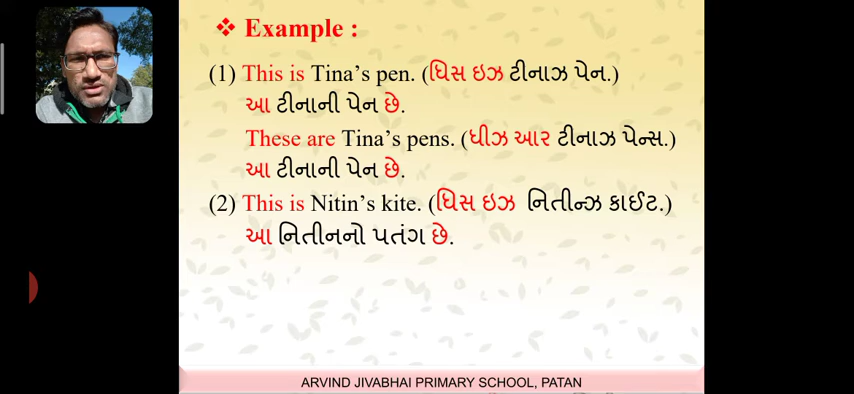 ❖ Example :
(1) This is Tina’s pen. (ધિસ ઇઝ ટીનાઝ પેન.)
આ ટીનાની પેન છે.
These are Tina’s pens. (ધીઝ આર ટીનાઝ પેન્સ.)
આ ટીનાની પેન છે.
(2) This is Nitin’s kite. (ધિસ ઇઝ નિતીન્ઝ કાઈટ.)
આ નિતીનનો પતંગ છે.
ARVIND JIVABHAI PRIMARY SCHOOL, PATAN